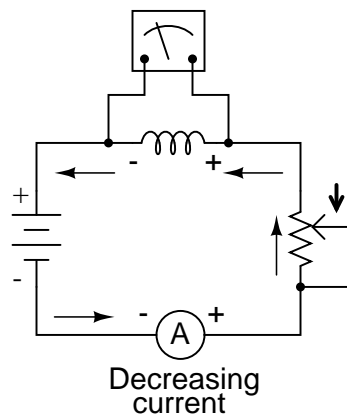 - +
+
-
- A +
Decreasing
current